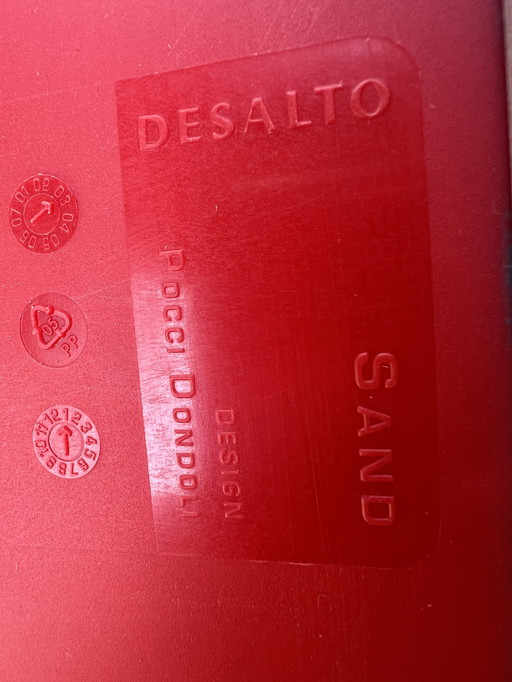 DESALTO
SAND
DESIGN
POCCI DONDOLI
01 02 03 04 05 06 07
05
PP
1 2 3 4 5 6 7 8 9 10 11 12